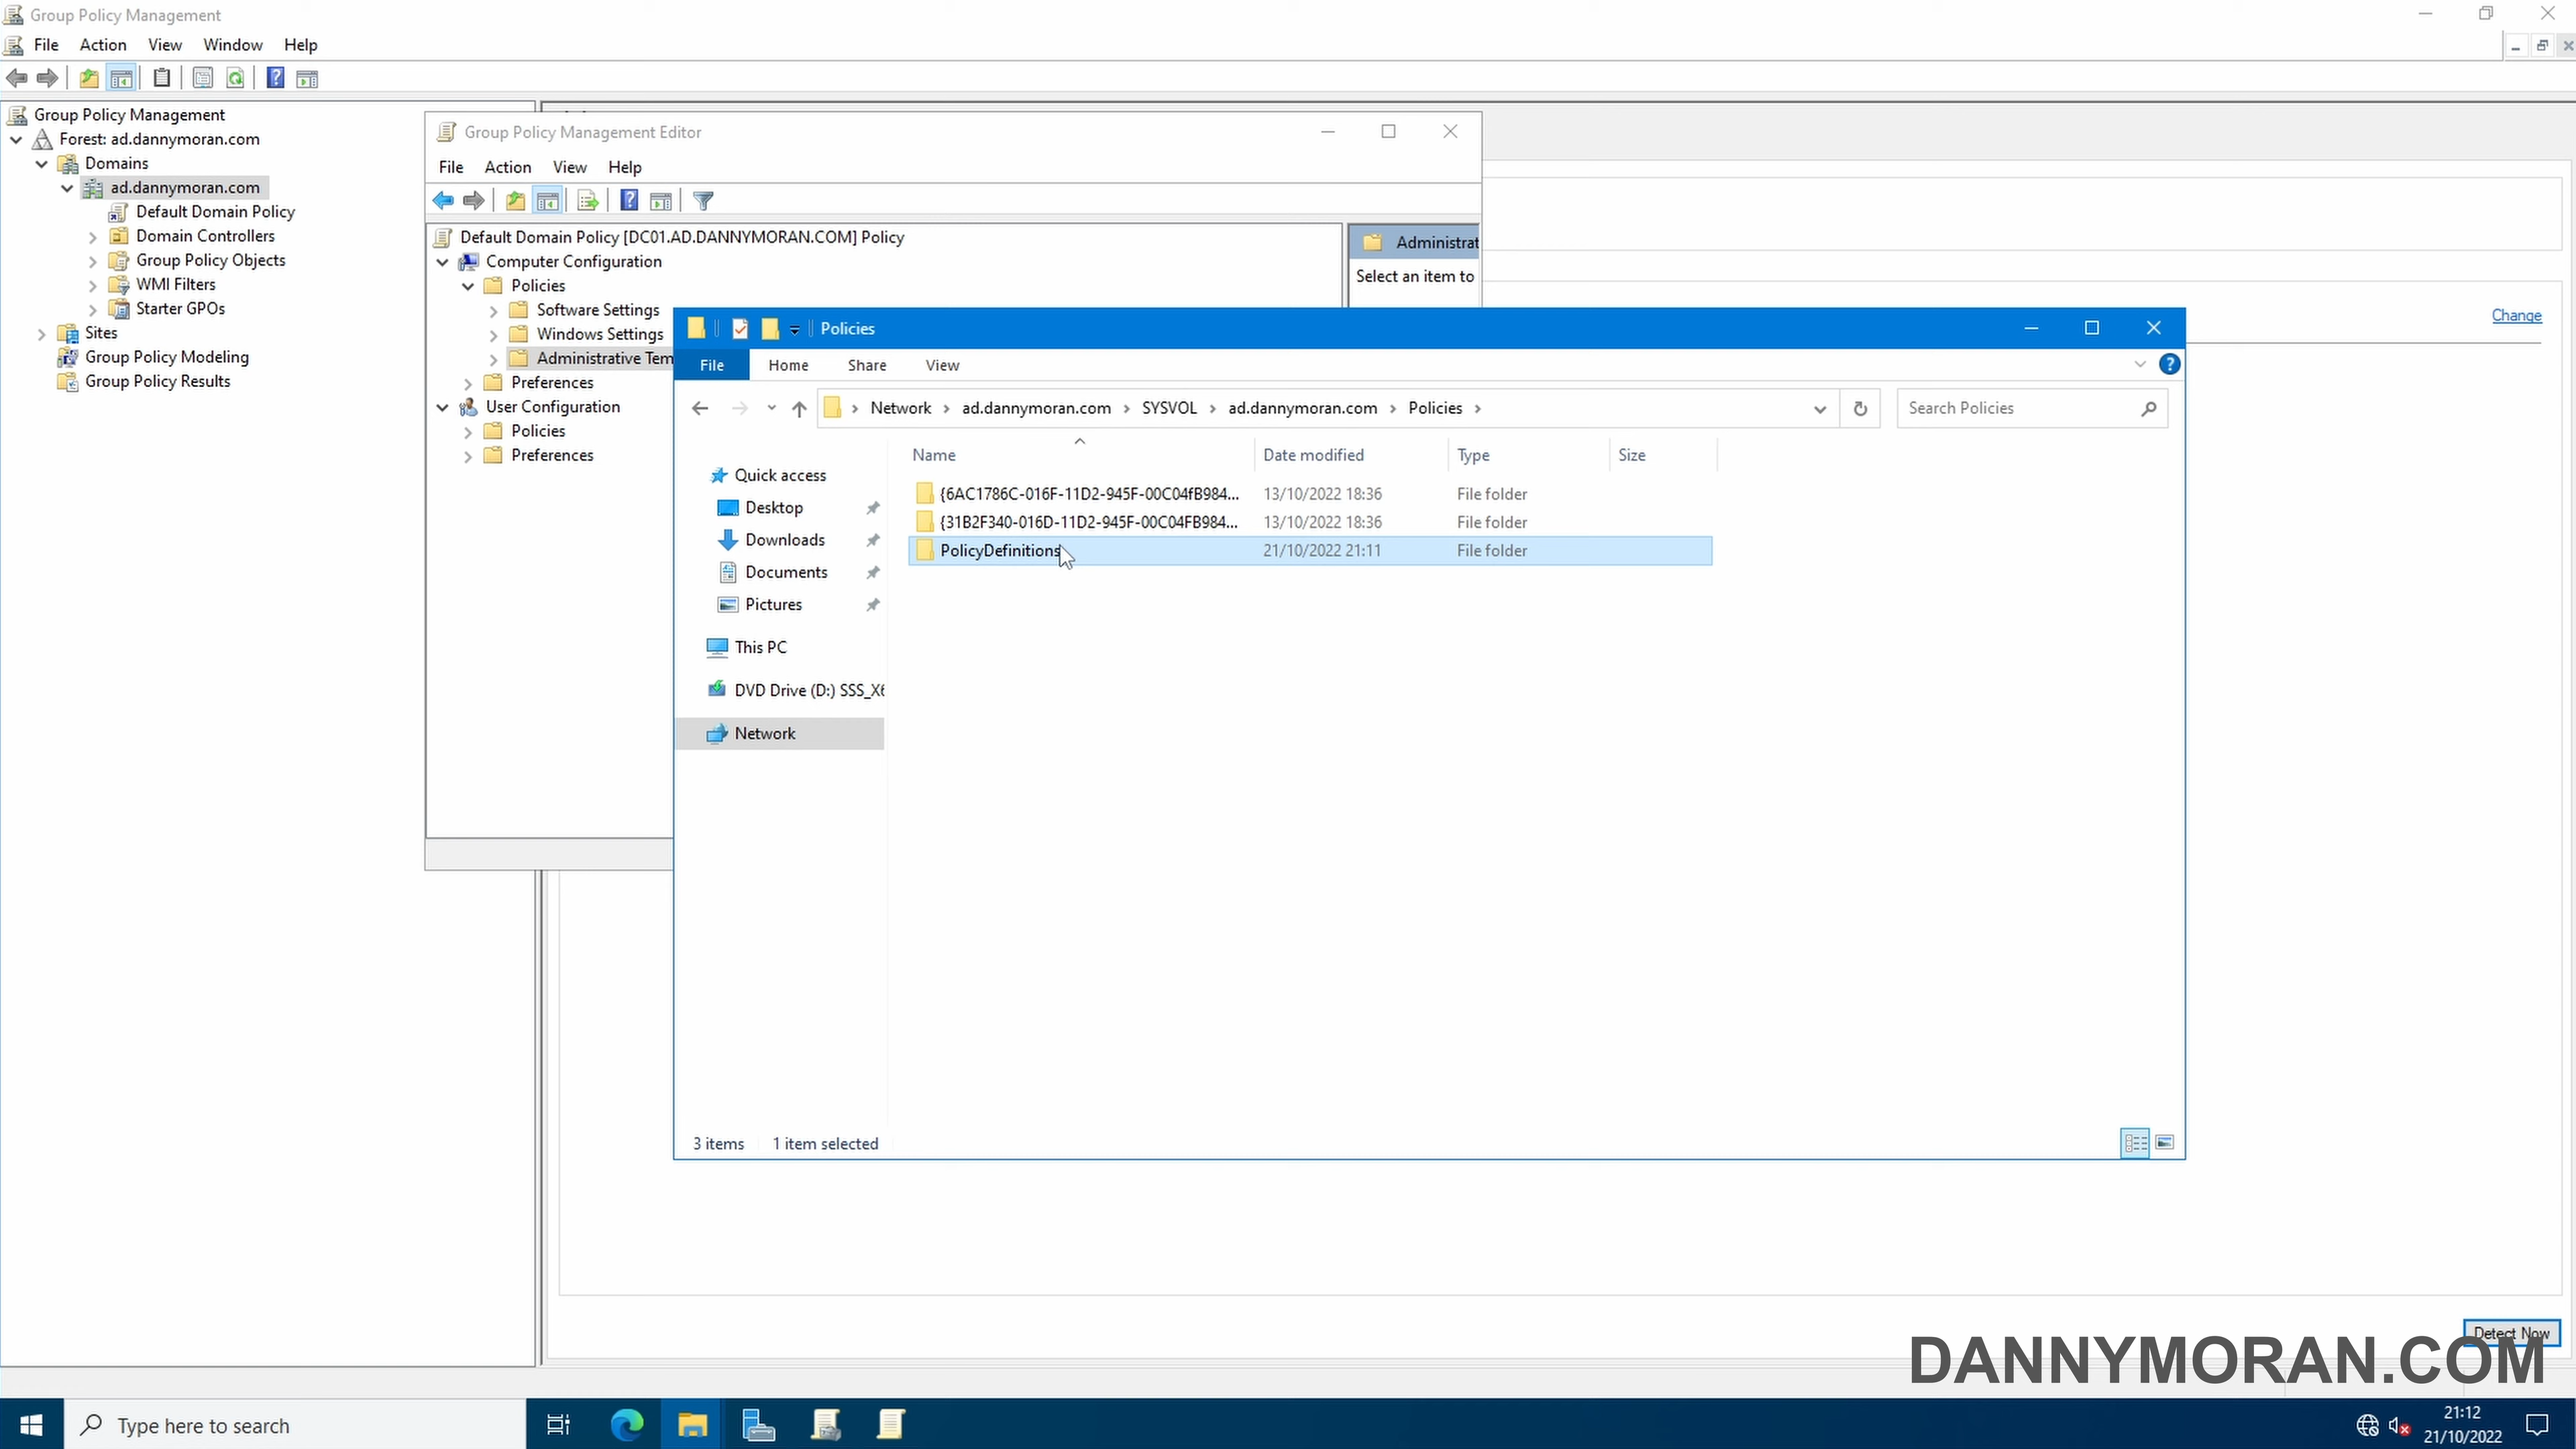 Group Policy Management
File Action View Window Help
Group Policy Management
Forest: ad.dannymoran.com
Domains
ad.dannymoran.com
Default Domain Policy
Domain Controllers
Group Policy Objects
WMI Filters
Starter GPOs
Sites
Group Policy Modeling
Group Policy Results
Group Policy Management Editor
File Action View Help
Default Domain Policy [DC01.AD.DANNYMORAN.COM] Policy
Computer Configuration
Policies
Software Settings
Windows Settings
Administrative Tem
Preferences
User Configuration
Policies
Preferences
Administrat
Select an item to
Change
Policies
File Home Share View
Network ad.dannymoran.com SYSVOL ad.dannymoran.com Policies
Search Policies
Quick access
Desktop
Downloads
Documents
Pictures
This PC
DVD Drive (D:) SSS_X6
Network
Name Date modified Type Size
{6AC1786C-016F-11D2-945F-00C04fB984... 13/10/2022 18:36 File folder
{31B2F340-016D-11D2-945F-00C04FB984... 13/10/2022 18:36 File folder
PolicyDefinitions 21/10/2022 21:11 File folder
3 items 1 item selected
Detect Now
DANNYMORAN.COM
Type here to search
21:12
21/10/2022